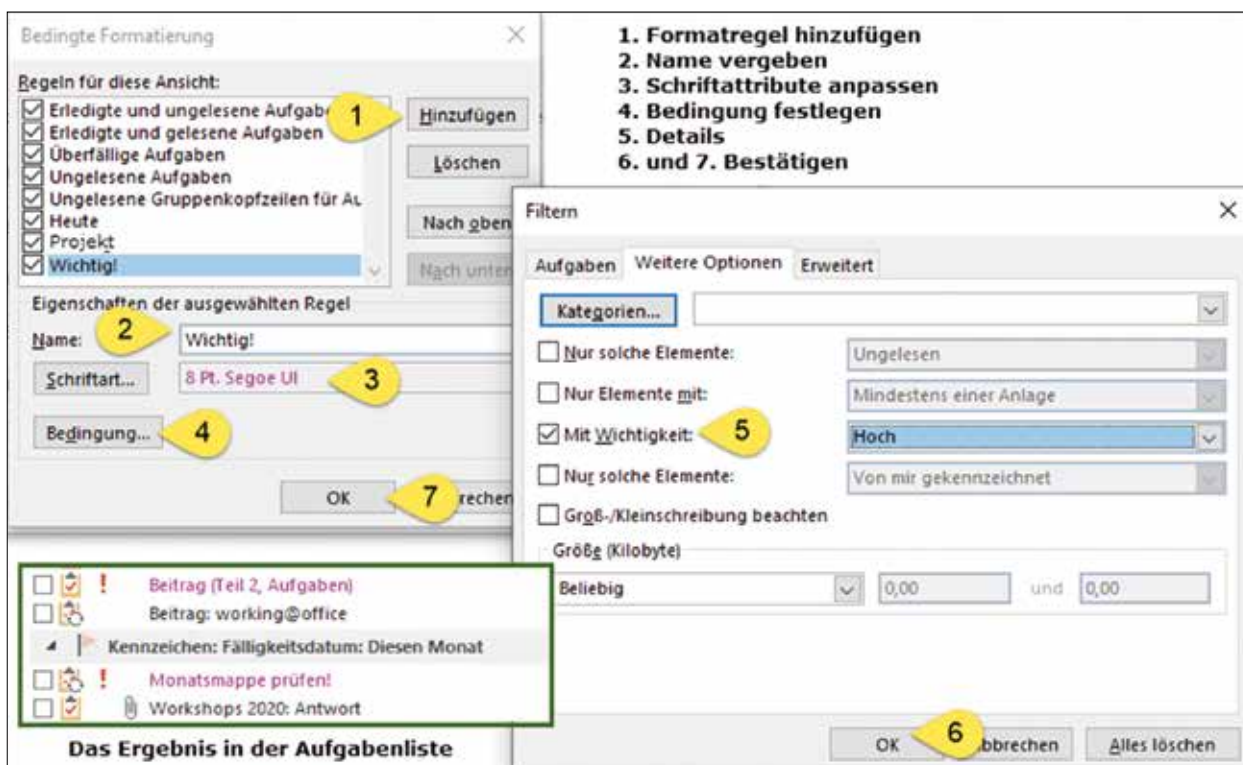 Bedingte Formatierung
Regeln für diese Ansicht:
Erledigte und ungelesene Aufgab
Erledigte und gelesene Aufgaben
Überfällige Aufgaben
Ungelesene Aufgaben
Ungelesene Gruppenkopfzeilen für Au
Heute
Projekt
Wichtig!
1
Hinzufügen
Löschen
Nach oben
Nach unten
Eigenschaften der ausgewählten Regel
Name: 2 Wichtig!
Schriftart... 8 Pt. Segoe UI 3
Bedingung... 4
OK 7 rechen
1. Formatregel hinzufügen
2. Name vergeben
3. Schriftattribute anpassen
4. Bedingung festlegen
5. Details
6. und 7. Bestätigen
Filtern
Aufgaben Weitere Optionen Erweitert
Kategorien...
Nur solche Elemente: Ungelesen
Nur Elemente mit: Mindestens einer Anlage
Mit Wichtigkeit: 5 Hoch
Nur solche Elemente: Von mir gekennzeichnet
Groß-/Kleinschreibung beachten
Größe (Kilobyte)
Beliebig 0,00 und 0,00
OK 6 bbrechen Alles löschen
! Beitrag (Teil 2, Aufgaben)
Beitrag: working@office
Kennzeichen: Fälligkeitsdatum: Diesen Monat
! Monatsmappe prüfen!
Workshops 2020: Antwort
Das Ergebnis in der Aufgabenliste